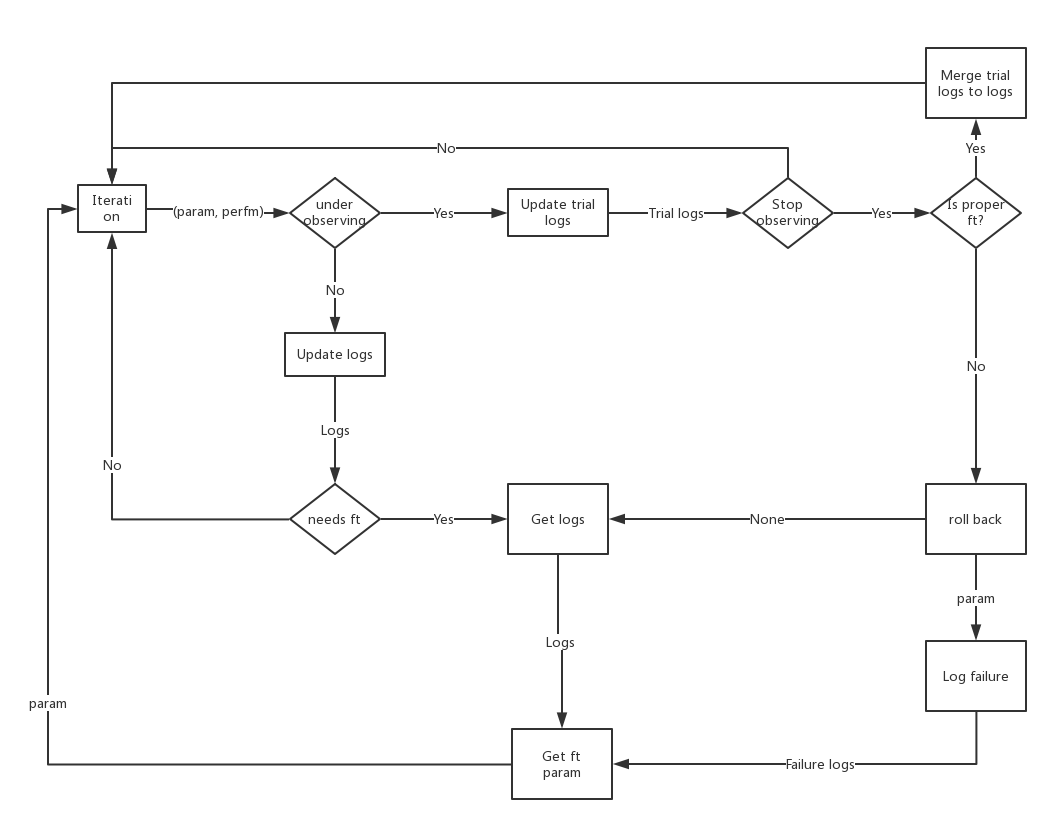 Merge trial
logs to logs
No
Yes
Iterati
on
(param, perfm)
under
observing
Yes
Update trial
logs
Trial logs
Stop
observing
Yes
Is proper
ft?
No
Update logs
No
Logs
No
needs ft
Yes
Get logs
None
roll back
param
Logs
Log failure
param
Get ft
param
Failure logs